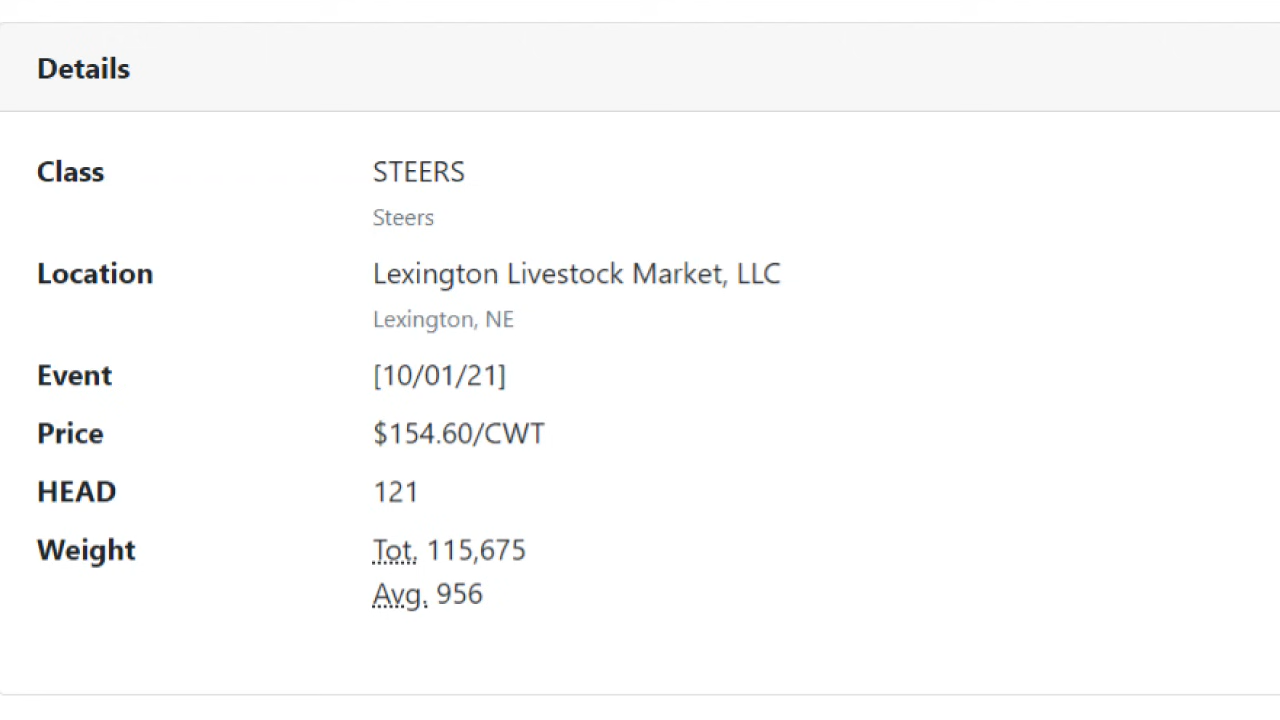 Details
Class STEERS
Steers
Location Lexington Livestock Market, LLC
Lexington, NE
Event [10/01/21]
Price $154.60/CWT
HEAD 121
Weight Tot. 115,675
Avg. 956